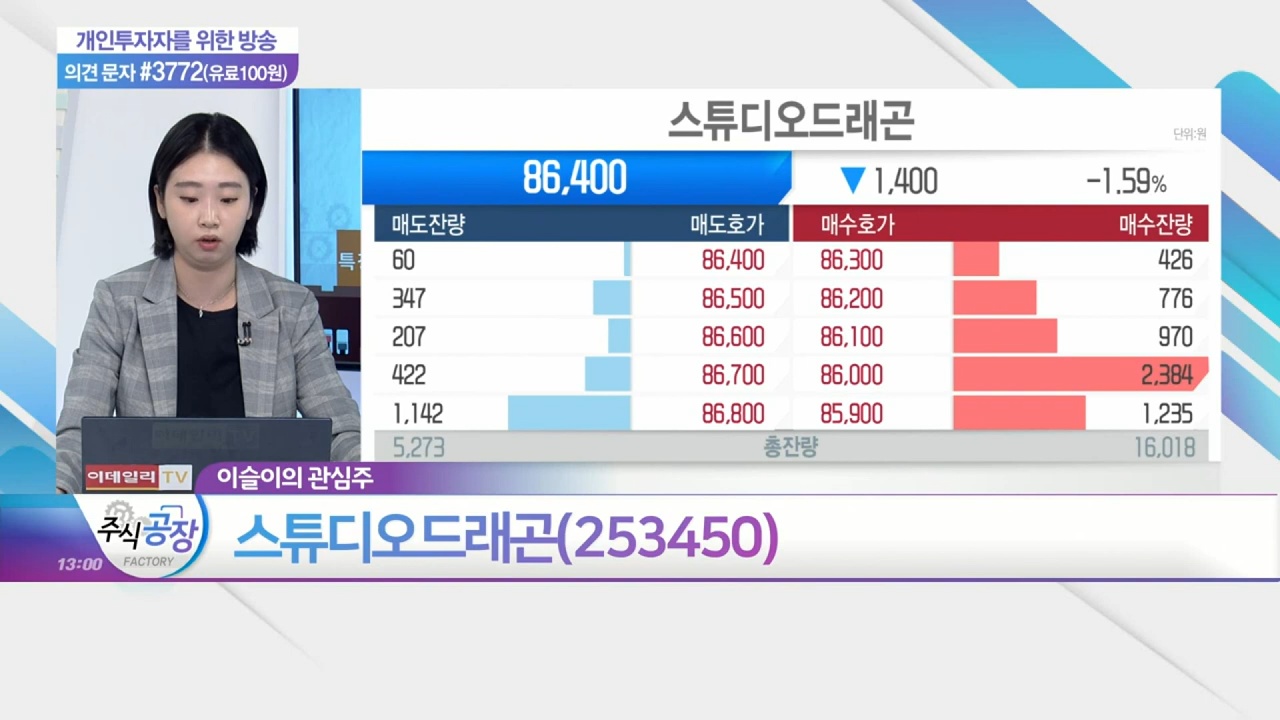 개인투자자를 위한 방송
의견 문자 #3772(유료100원)
스튜디오드래곤
단위:원
86,400 ▼ 1,400 -1.59%
매도잔량 매도호가 매수호가 매수잔량
60 86,400 86,300 426
347 86,500 86,200 776
207 86,600 86,100 970
422 86,700 86,000 2,384
1,142 86,800 85,900 1,235
5,273 총잔량 16,018
특
이데일리 TV
이슬이의 관심주
주식공장
FACTORY
13:00
스튜디오드래곤(253450)